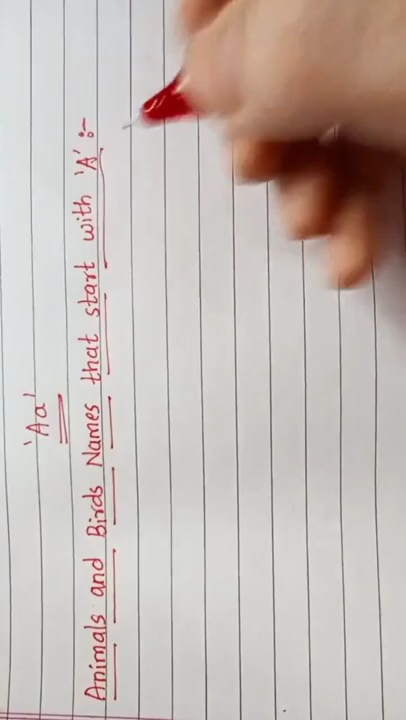 'Aa'
Animals and Birds Names that start with 'A' :-